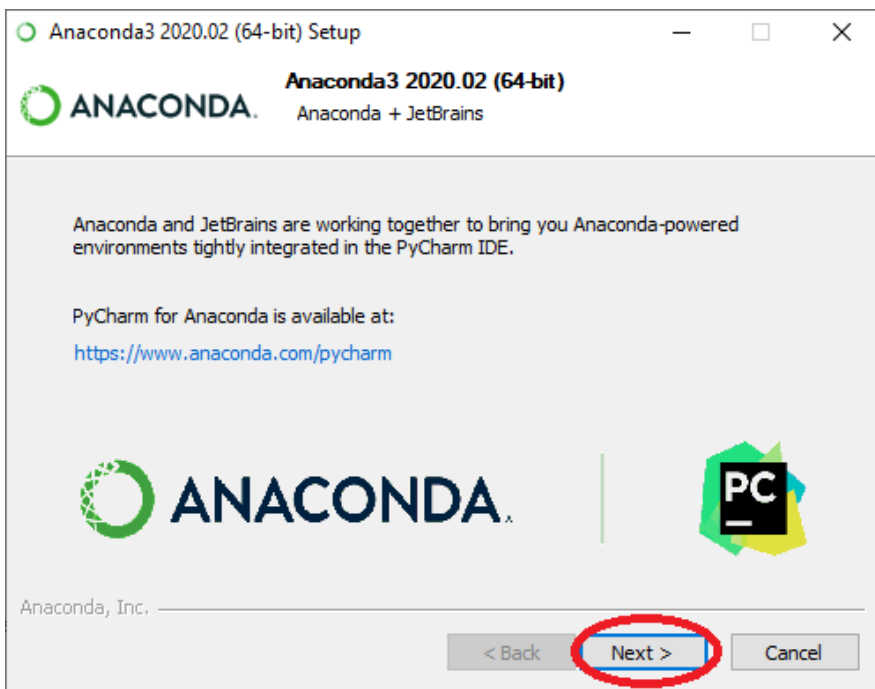 Anaconda3 2020.02 (64-bit) Setup
ANACONDA.
Anaconda3 2020.02 (64-bit)
Anaconda + JetBrains
Anaconda and JetBrains are working together to bring you Anaconda-powered
environments tightly integrated in the PyCharm IDE.
PyCharm for Anaconda is available at:
https://www.anaconda.com/pycharm
ANACONDA.
PC
Anaconda, Inc.
< Back Next > Cancel